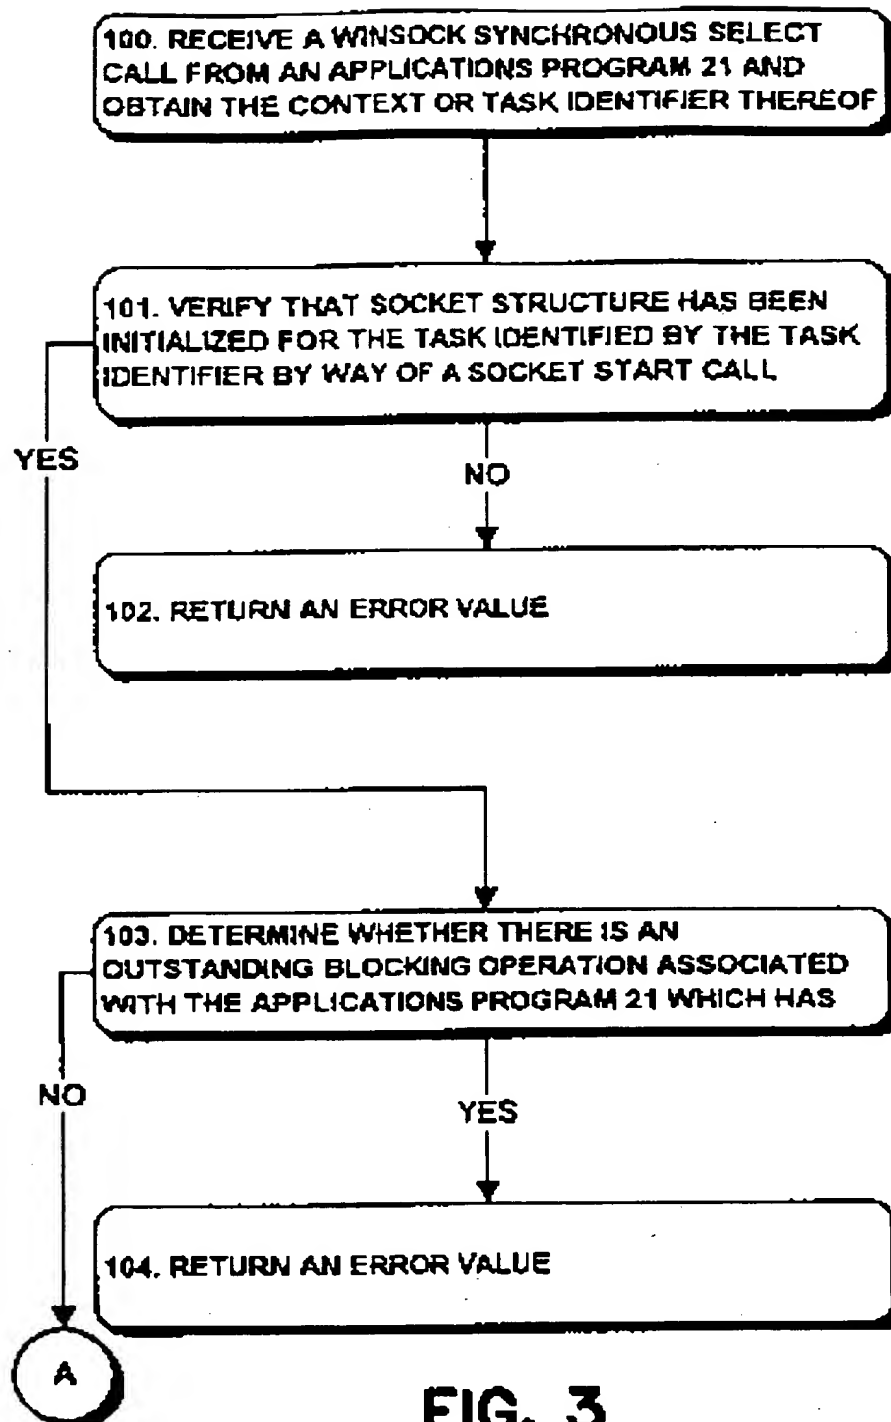 100. RECEIVE A WINSOCK SYNCHRONOUS SELECT
CALL FROM AN APPLICATIONS PROGRAM 21 AND
OBTAIN THE CONTEXT OR TASK IDENTIFIER THEREOF
101. VERIFY THAT SOCKET STRUCTURE HAS BEEN
INITIALIZED FOR THE TASK IDENTIFIED BY THE TASK
IDENTIFIER BY WAY OF A SOCKET START CALL
YES
NO
102. RETURN AN ERROR VALUE
103. DETERMINE WHETHER THERE IS AN
OUTSTANDING BLOCKING OPERATION ASSOCIATED
WITH THE APPLICATIONS PROGRAM 21 WHICH HAS
NO
YES
104. RETURN AN ERROR VALUE
A
FIG. 3